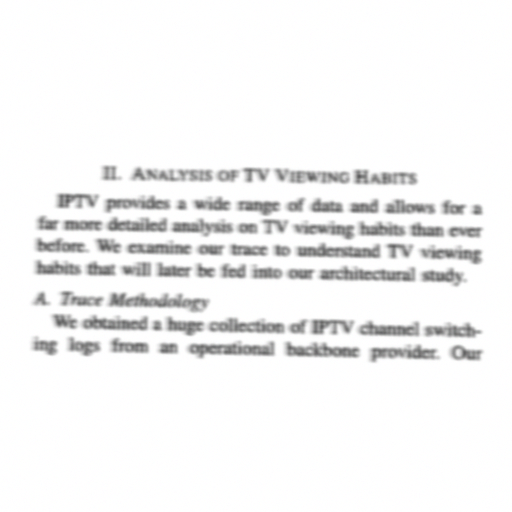 II. ANALYSIS OF TV VIEWING HABITS
IPTV provides a wide range of data and allows for a
far more detailed analysis on TV viewing habits than ever
before. We examine our trace to understand TV viewing
habits that will later be fed into our architectural study.
A. Trace Methodology
We obtained a huge collection of IPTV channel switch-
ing logs from an operational backbone provider. Our